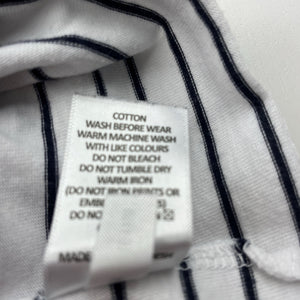 COTTON
WASH BEFORE WEAR
WARM MACHINE WASH
WITH LIKE COLOURS
DO NOT BLEACH
DO NOT TUMBLE DRY
WARM IRON
(DO NOT IRON PRINTS OR
DO NO
MADE